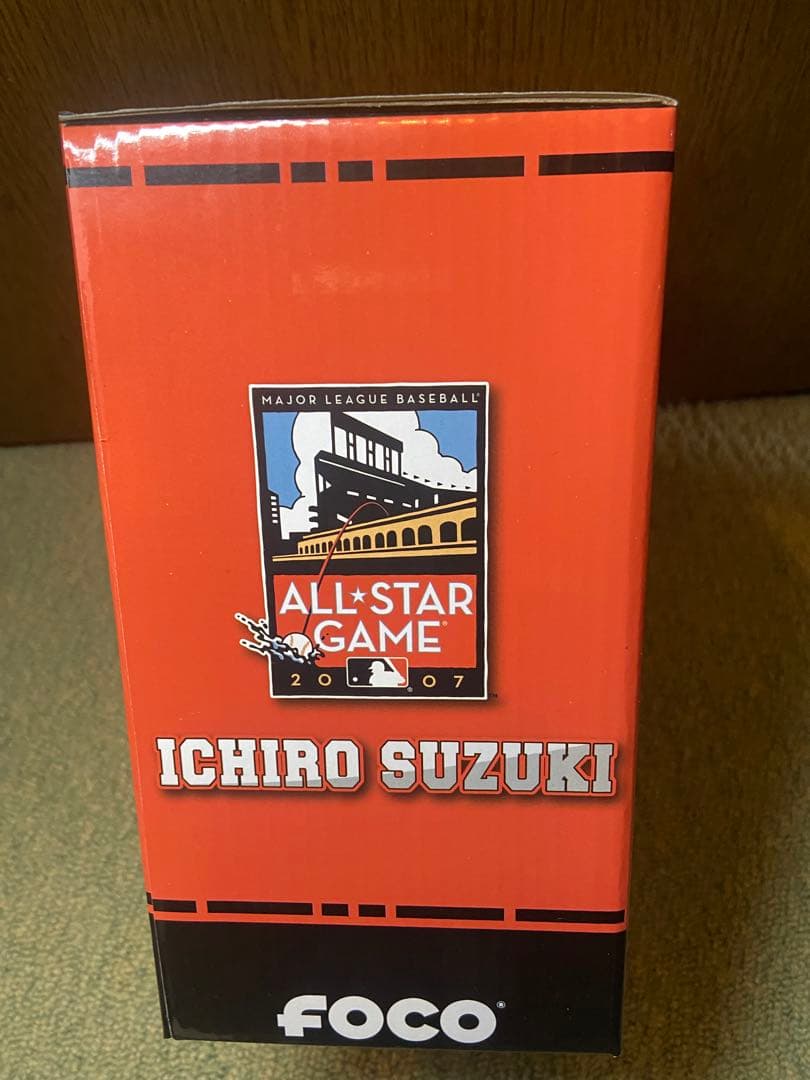 MAJOR LEAGUE BASEBALL®
ALL★STAR
GAME®
20 07
ICHIRO SUZUKI
FOCO®